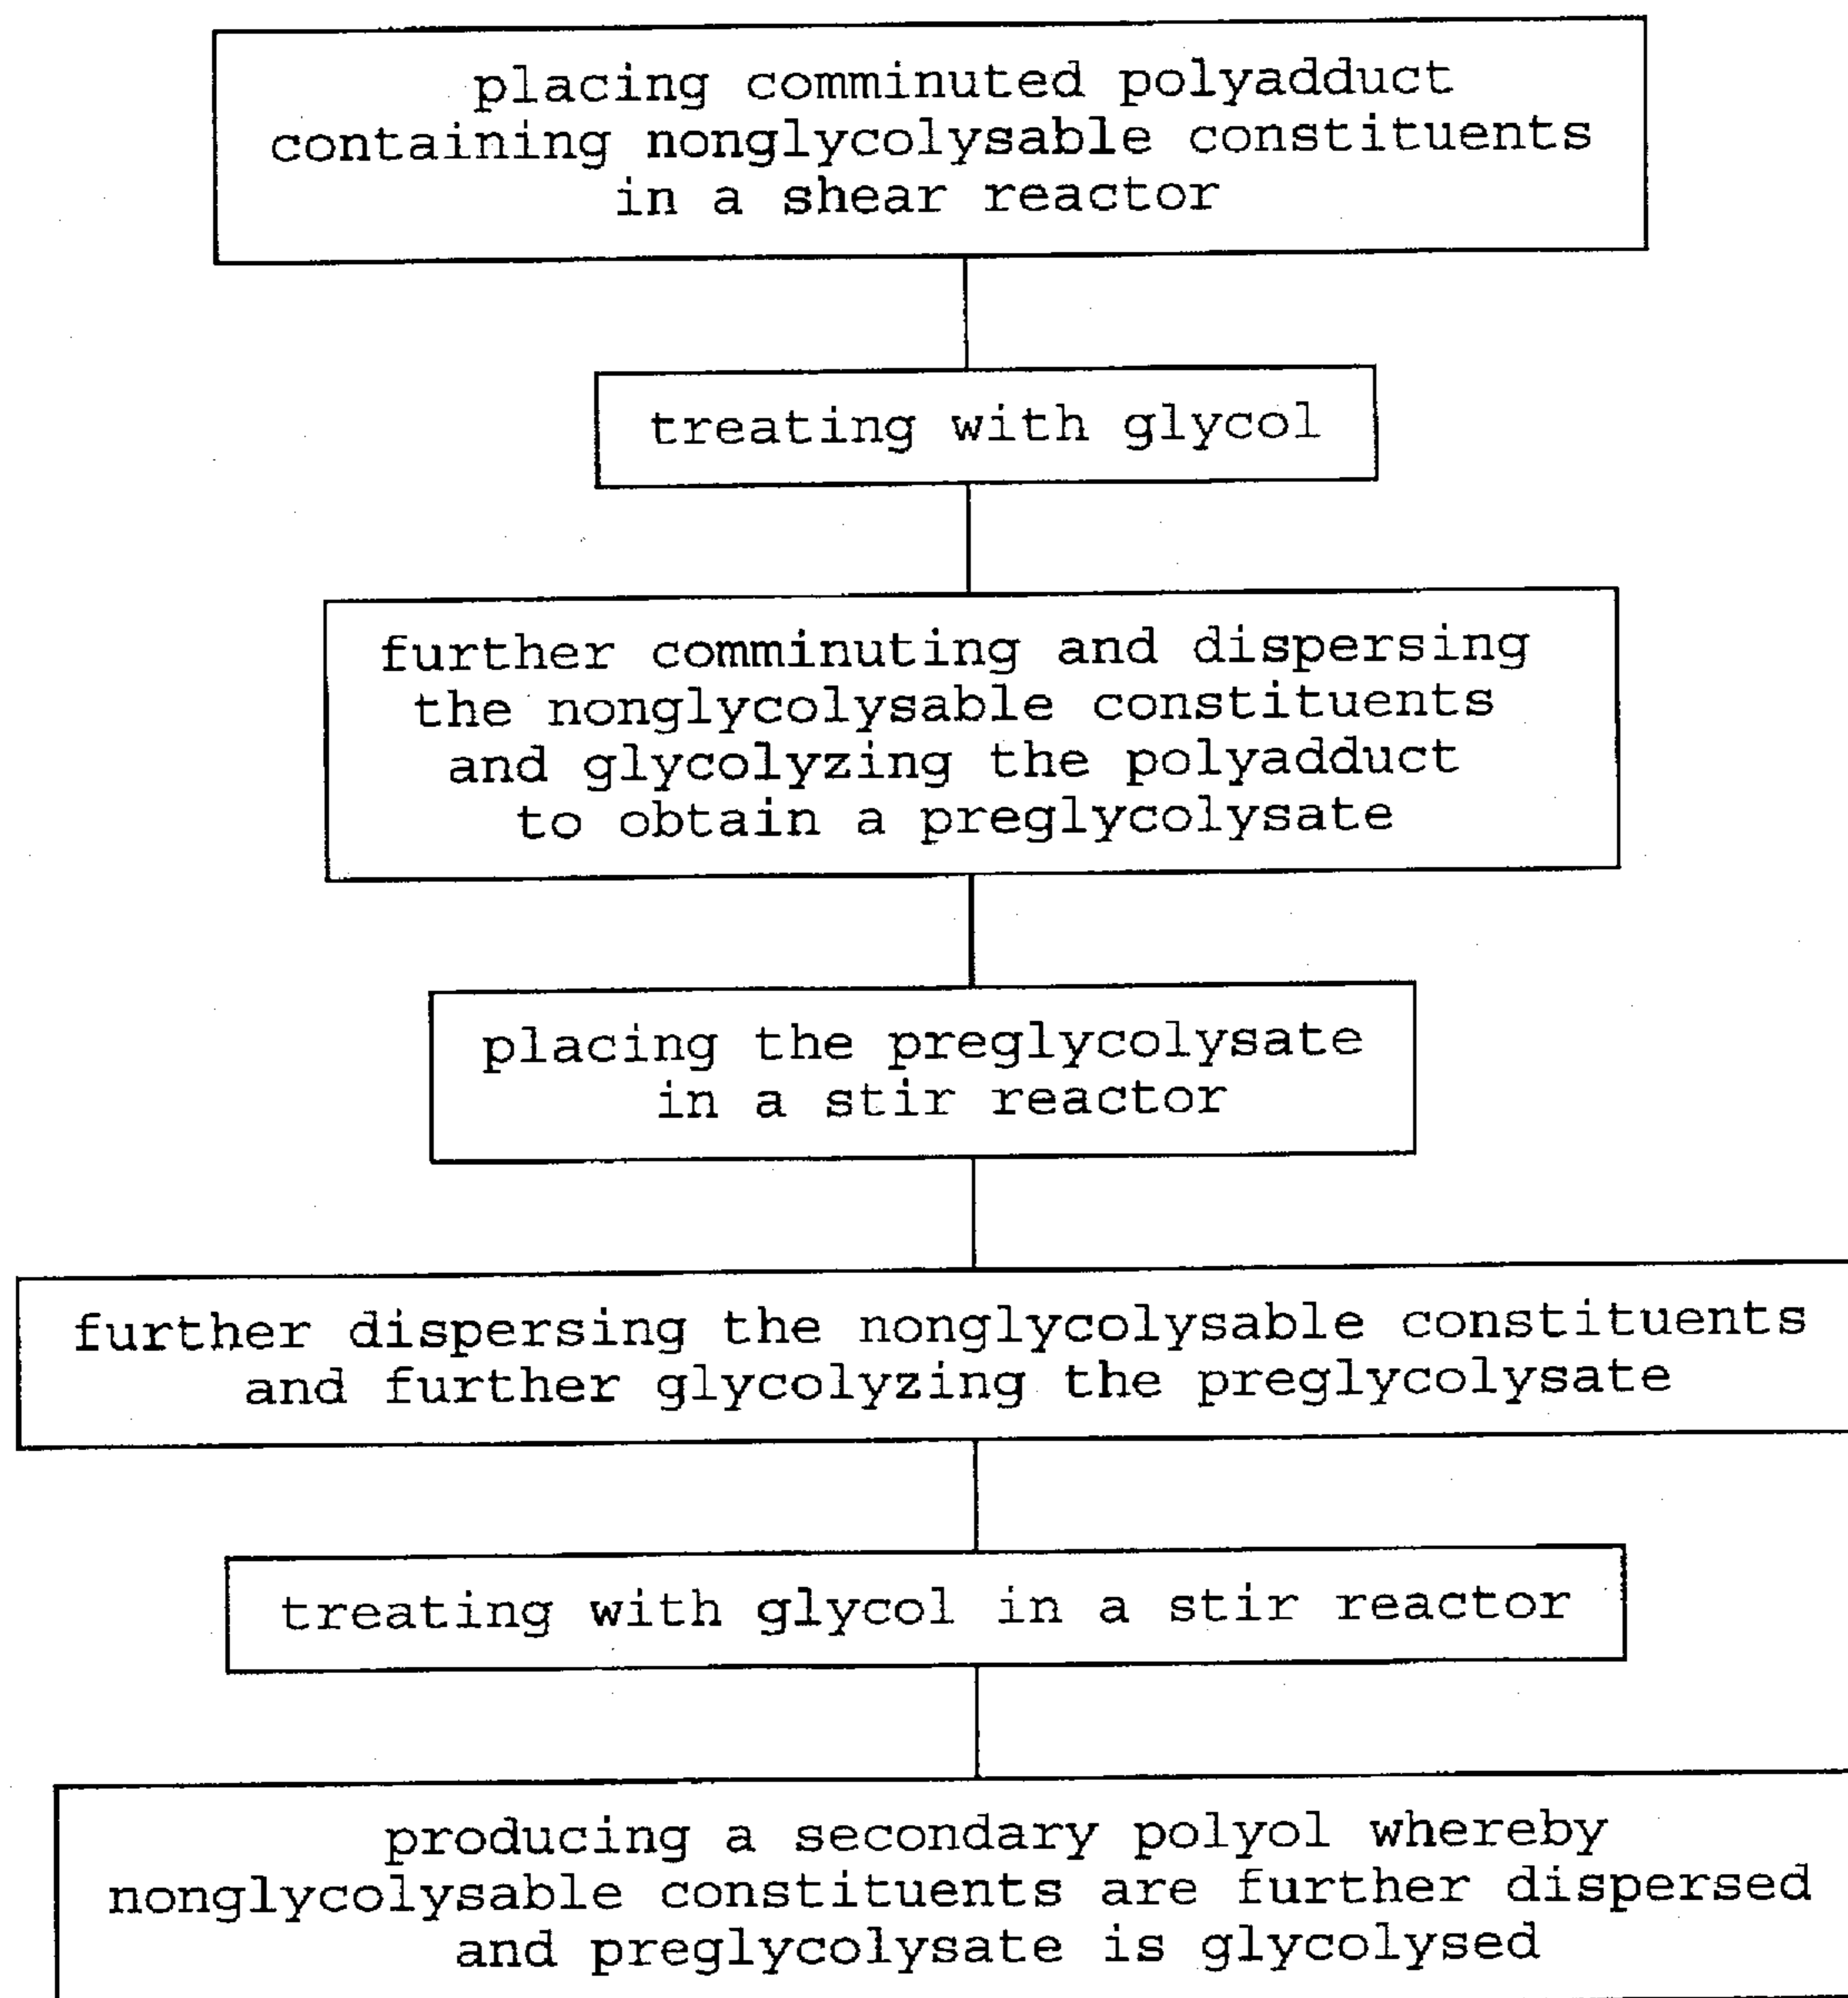 placing comminuted polyadduct
containing nonglycolysable constituents
in a shear reactor
treating with glycol
further comminuting and dispersing
the nonglycolysable constituents
and glycolyzing the polyadduct
to obtain a preglycolysate
placing the preglycolysate
in a stir reactor
further dispersing the nonglycolysable constituents
and further glycolyzing the preglycolysate
treating with glycol in a stir reactor
producing a secondary polyol whereby
nonglycolysable constituents are further dispersed
and preglycolysate is glycolysed